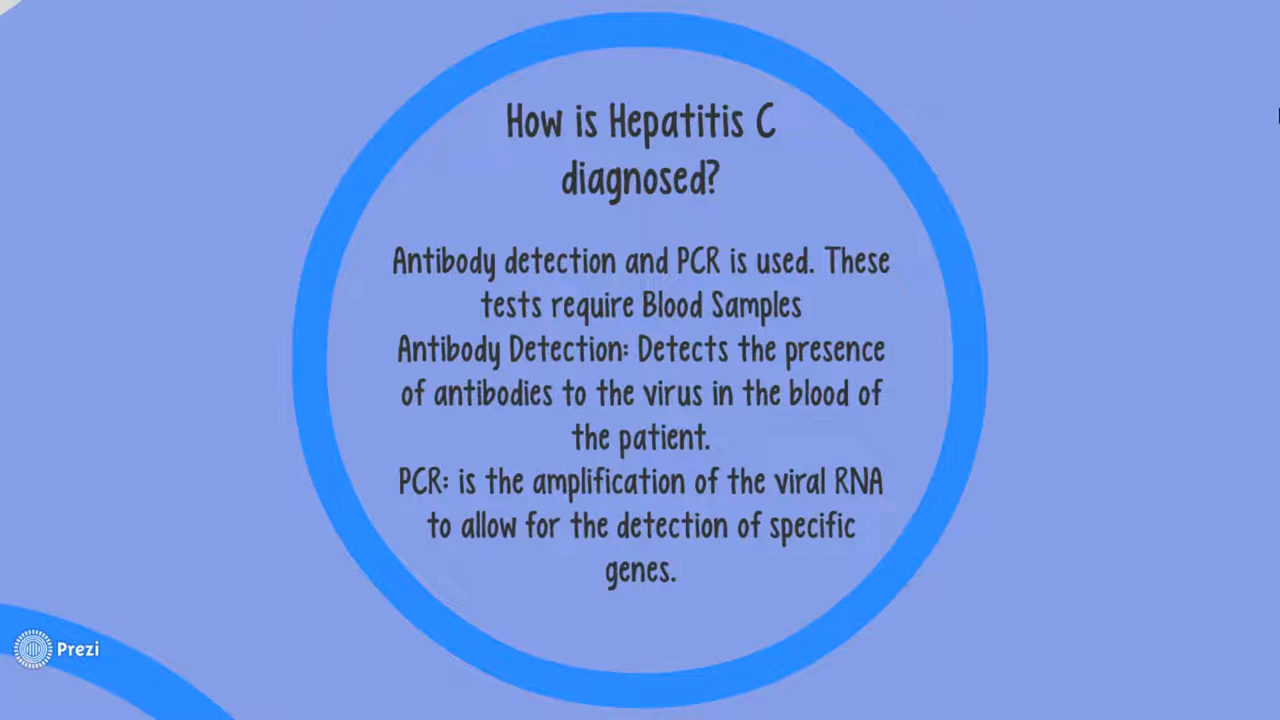 How is Hepatitis C
diagnosed?
Antibody detection and PCR is used. These
tests require Blood Samples
Antibody Detection: Detects the presence
of antibodies to the virus in the blood of
the patient.
PCR: is the amplification of the viral RNA
to allow for the detection of specific
genes.
Prezi